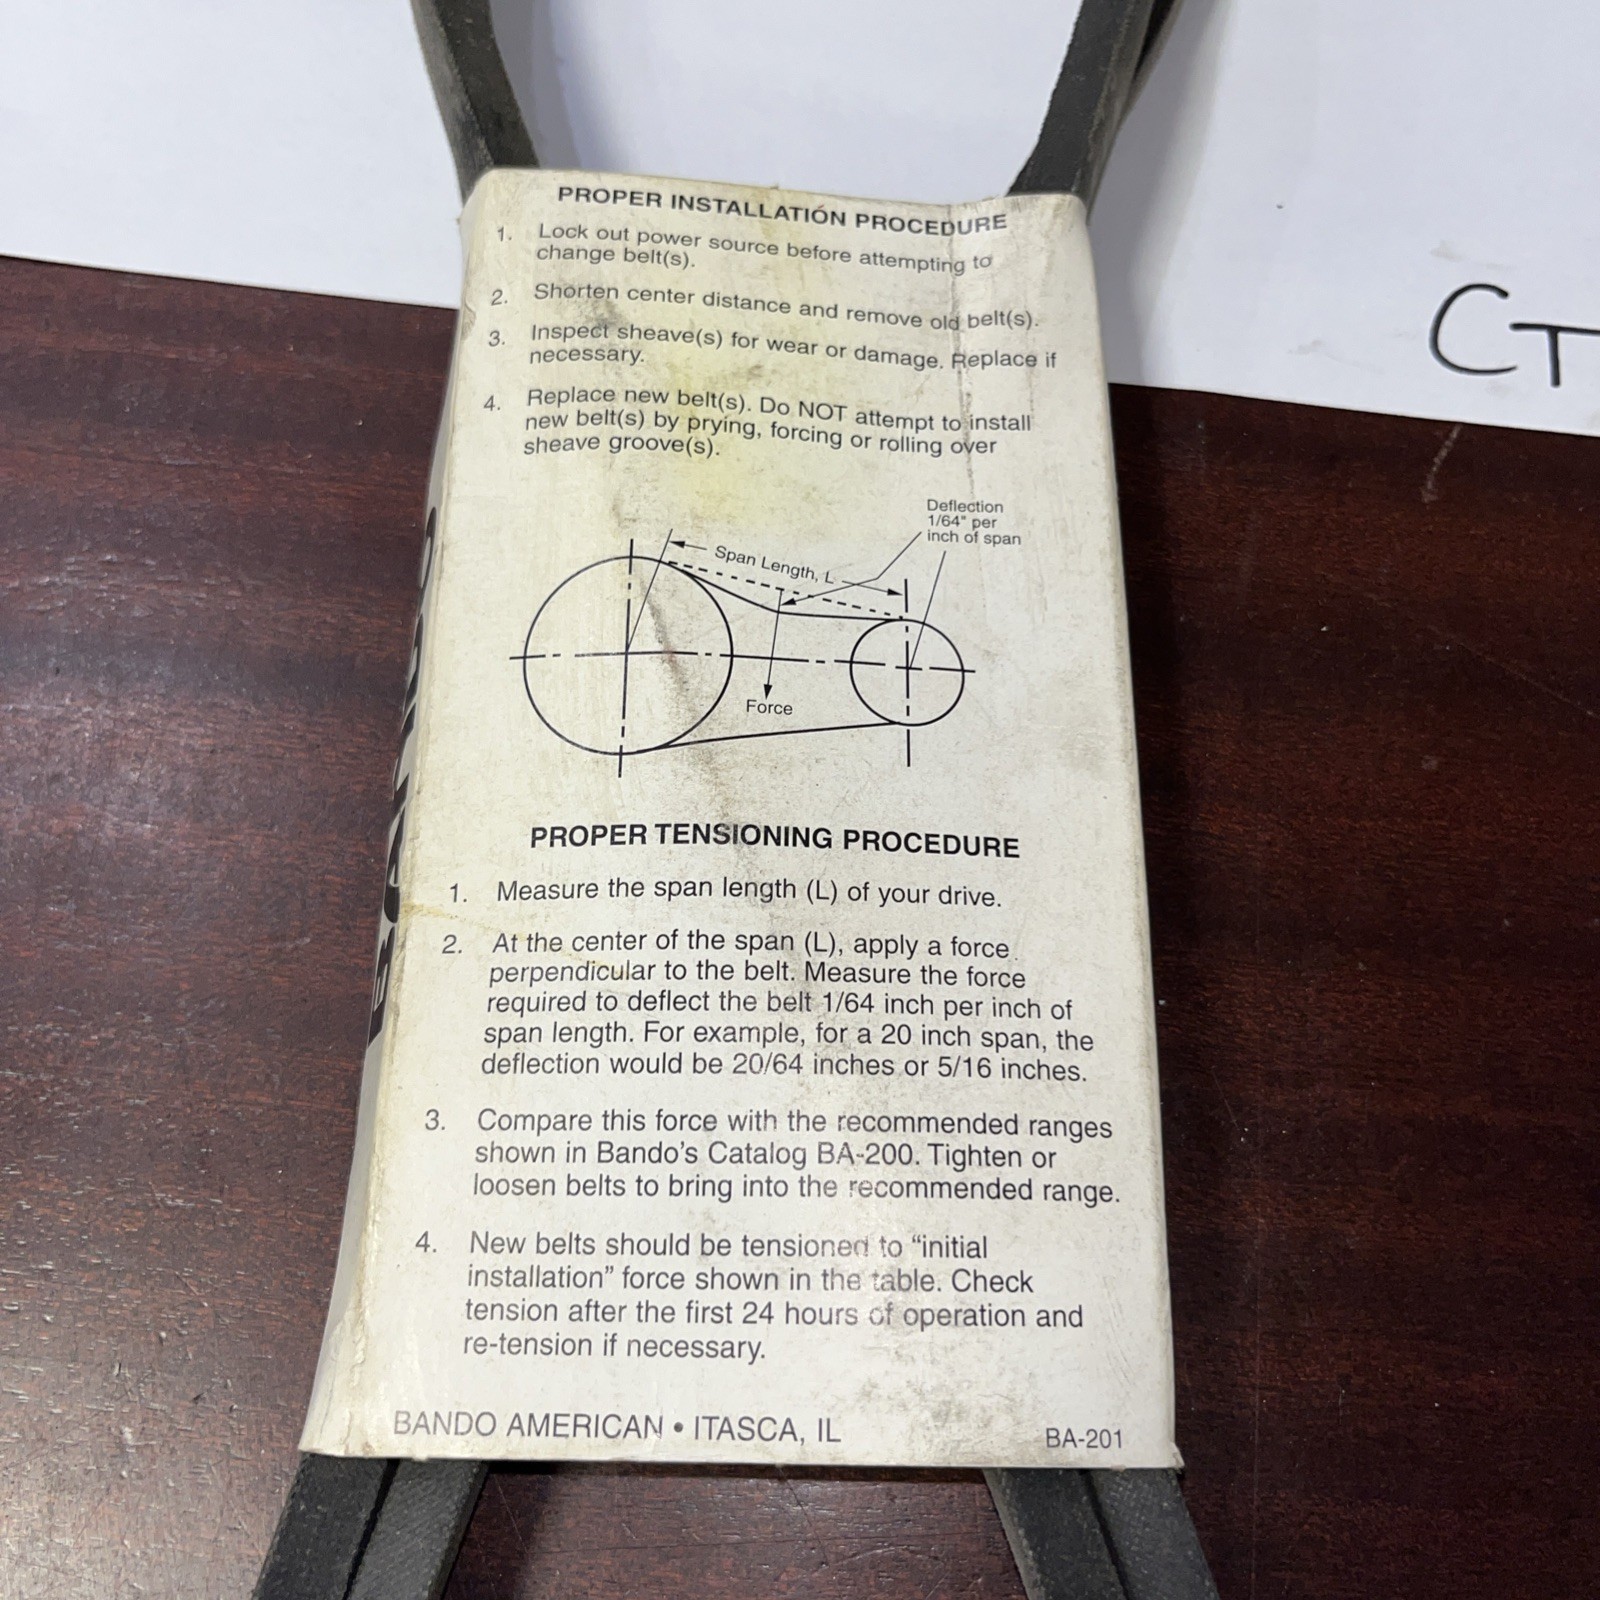 PROPER INSTALLATION PROCEDURE
1. Lock out power source before attempting to
change belt(s).
2. Shorten center distance and remove old belt(s).
3. Inspect sheave(s) for wear or damage. Replace if
necessary.
4. Replace new belt(s). Do NOT attempt to install
new belt(s) by prying, forcing or rolling over
sheave groove(s).
Deflection
1/64" per
inch of span
Span Length, L
Force
PROPER TENSIONING PROCEDURE
1. Measure the span length (L) of your drive.
2. At the center of the span (L), apply a force
perpendicular to the belt. Measure the force
required to deflect the belt 1/64 inch per inch of
span length. For example, for a 20 inch span, the
deflection would be 20/64 inches or 5/16 inches.
3. Compare this force with the recommended ranges
shown in Bando's Catalog BA-200. Tighten or
loosen belts to bring into the recommended range.
4. New belts should be tensioned to “initial
installation” force shown in the table. Check
tension after the first 24 hours of operation and
re-tension if necessary.
BANDO AMERICAN • ITASCA, IL
BA-201
CT